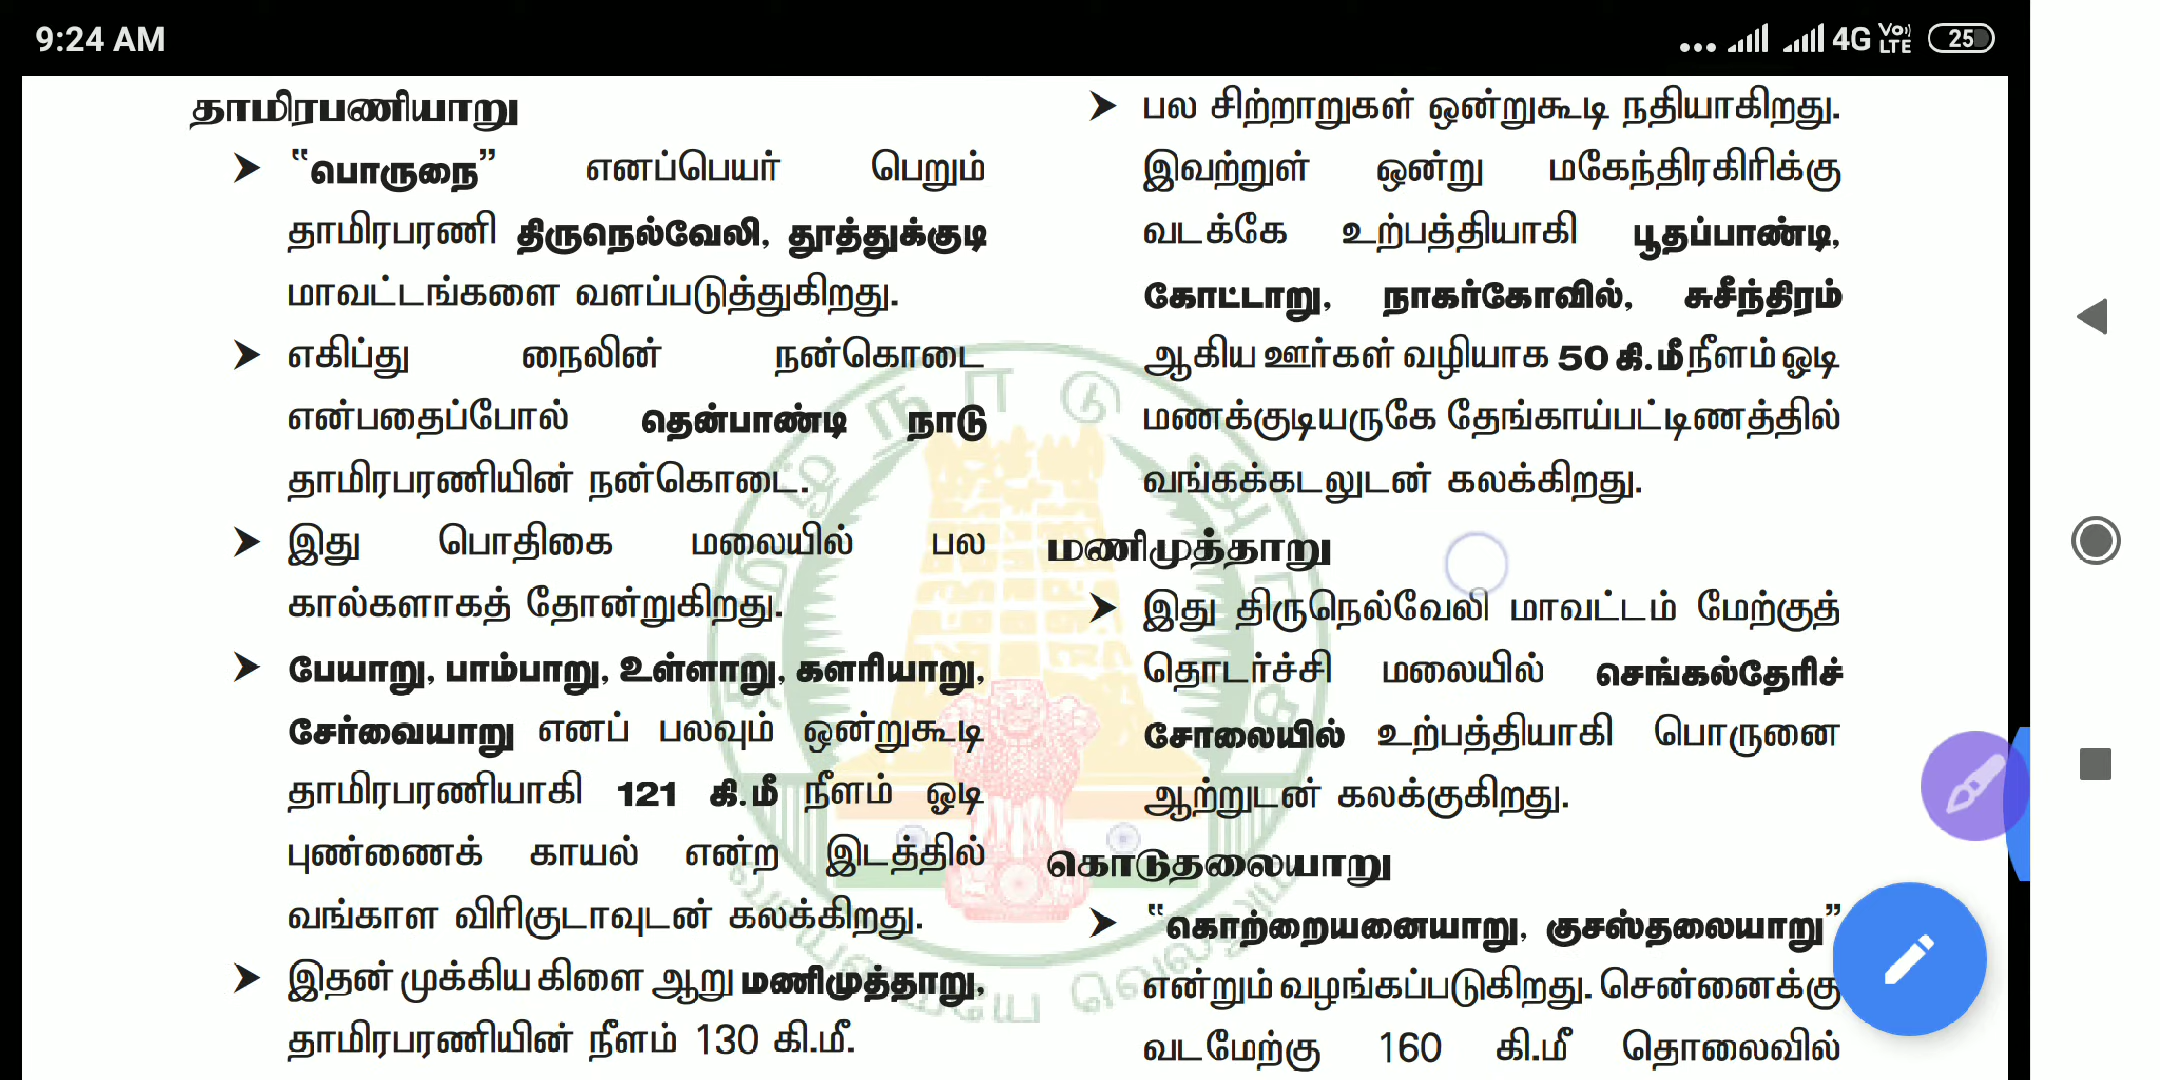 9:24 AM
4G VoLTE 25
தாமிரபணியாறு
➤ “பொருநை” எனப்பெயர் பெறும்
தாமிரபரணி திருநெல்வேலி, தூத்துக்குடி
மாவட்டங்களை வளப்படுத்துகிறது.
➤ எகிப்து நைலின் நன்கொடை
என்பதைப்போல் தென்பாண்டி நாடு
தாமிரபரணியின் நன்கொடை.
➤ இது பொதிகை மலையில் பல
கால்களாகத் தோன்றுகிறது.
➤ பேயாறு, பாம்பாறு, உள்ளாறு, களரியாறு,
சேர்வையாறு எனப் பலவும் ஒன்றுகூடி
தாமிரபரணியாகி 121 கி.மீ நீளம் ஓடி
புண்ணைக் காயல் என்ற இடத்தில்
வங்காள விரிகுடாவுடன் கலக்கிறது.
➤ இதன் முக்கிய கிளை ஆறு மணிமுத்தாறு,
தாமிரபரணியின் நீளம் 130 கி.மீ.
➤ பல சிற்றாறுகள் ஒன்றுகூடி நதியாகிறது.
இவற்றுள் ஒன்று மகேந்திரகிரிக்கு
வடக்கே உற்பத்தியாகி பூதப்பாண்டி,
கோட்டாறு, நாகர்கோவில், சுசீந்திரம்
ஆகிய ஊர்கள் வழியாக 50 கி.மீ நீளம் ஓடி
மணக்குடியருகே தேங்காய்பட்டிணத்தில்
வங்கக்கடலுடன் கலக்கிறது.
மணிமுத்தாறு
➤ இது திருநெல்வேலி மாவட்டம் மேற்குத்
தொடர்ச்சி மலையில் செங்கல்தேரிச்
சோலையில் உற்பத்தியாகி பொருனை
ஆற்றுடன் கலக்குகிறது.
கொடுதலையாறு
➤ “கொற்றையனையாறு, குசஸ்தலையாறு”
என்றும் வழங்கப்படுகிறது. சென்னைக்கு
வடமேற்கு 160 கி.மீ தொலைவில்